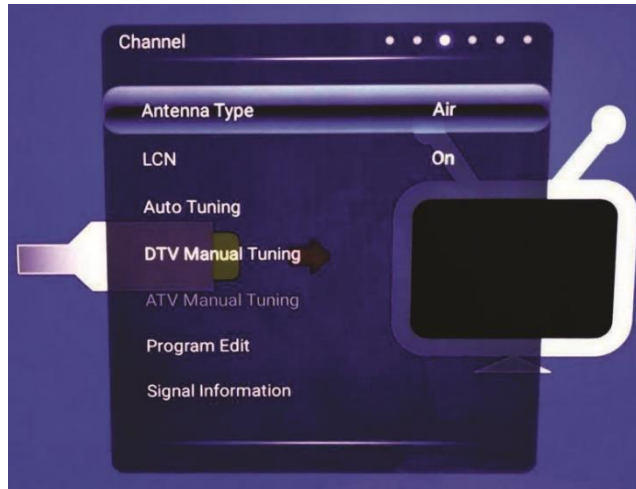 Channel
Antenna Type Air
LCN On
Auto Tuning
DTV Manual Tuning
ATV Manual Tuning
Program Edit
Signal Information